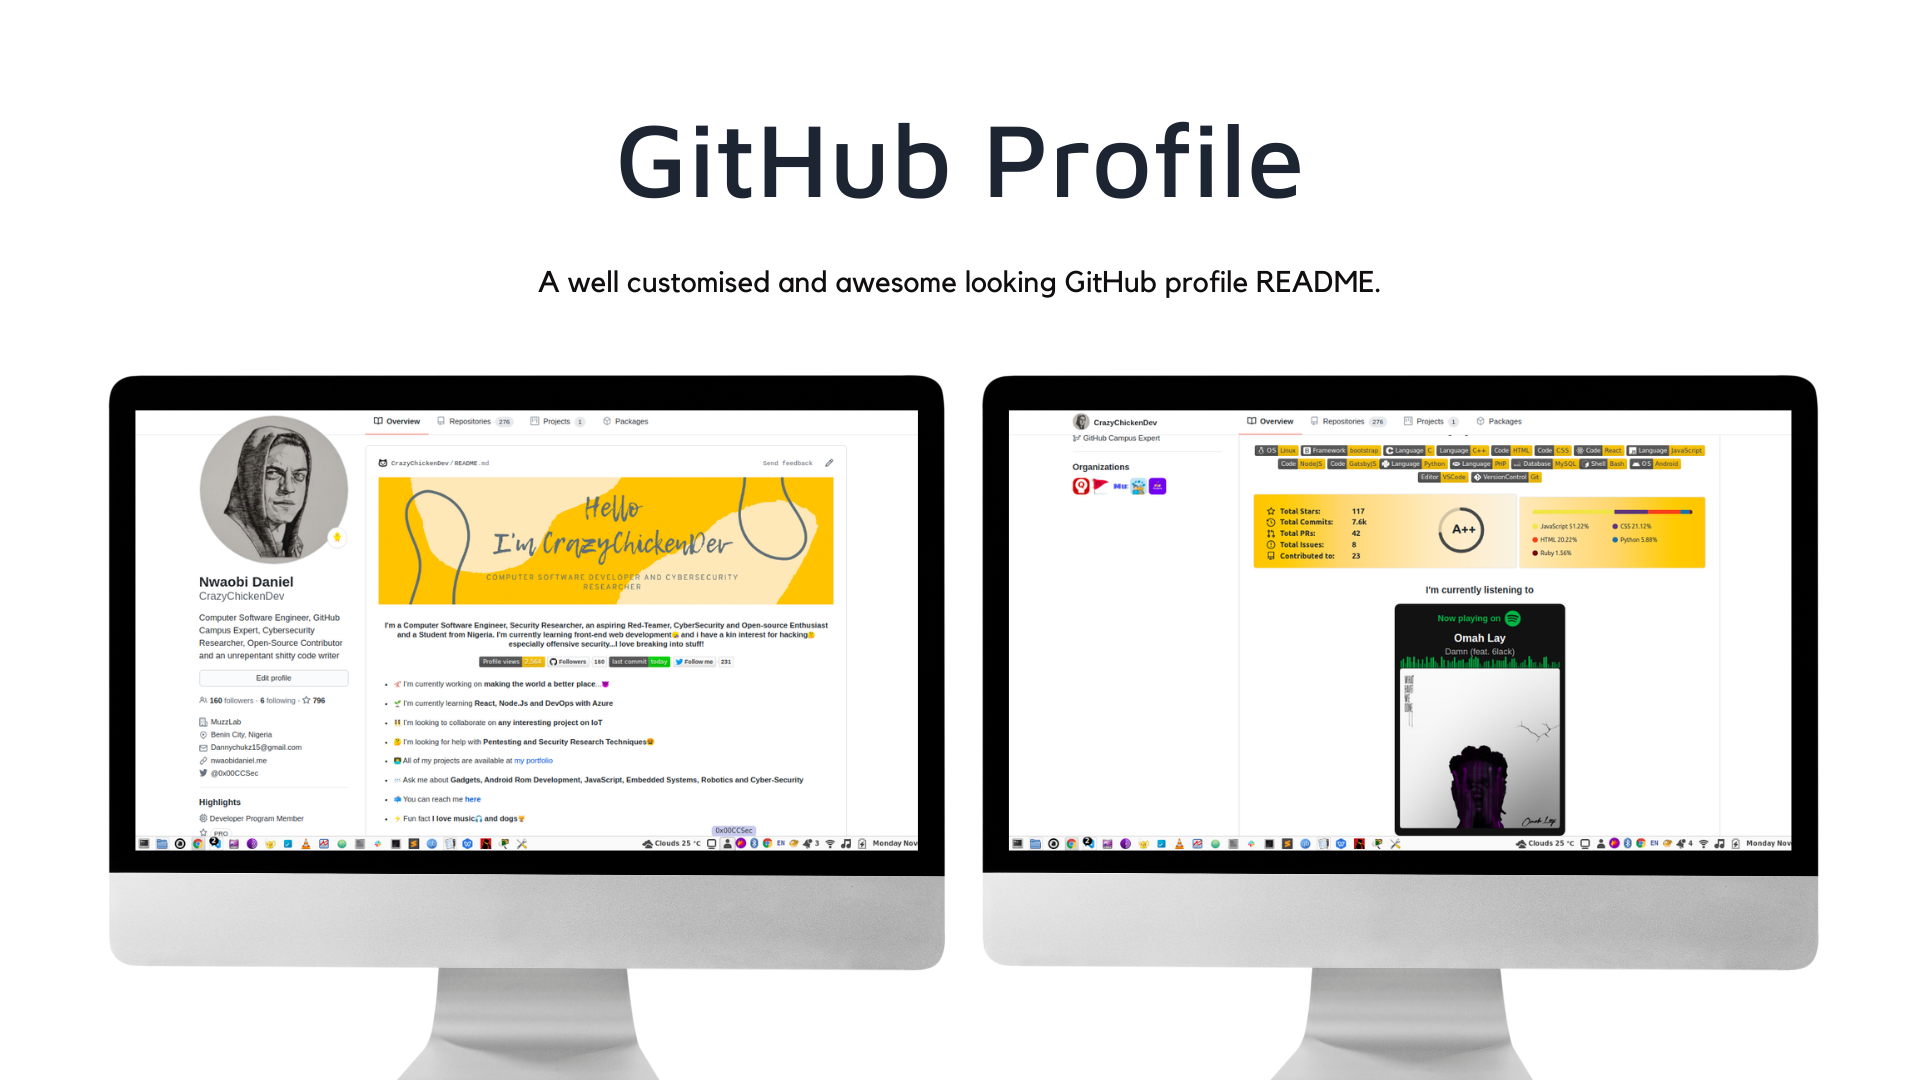 GitHub Profile
A well customised and awesome looking GitHub profile README.
Overview
Repositories 276
Projects 1
Packages
CrazyChickenDev / README.md
Send feedback
Hello
I'm CrazyChickenDev
COMPUTER SOFTWARE DEVELOPER AND CYBERSECURITY
RESEARCHER
Nwaobi Daniel
CrazyChickenDev
Computer Software Engineer, GitHub
Campus Expert, Cybersecurity
Researcher, Open-Source Contributor
and an unrepentant shitty code writer
Edit profile
160 followers · 6 following · 796
MuzzLab
Benin City, Nigeria
Dannychukz15@gmail.com
nwaobidaniel.me
@0x00CCSec
Highlights
Developer Program Member
PRO
I'm a Computer Software Engineer, Security Researcher, an aspiring Red-Teamer, CyberSecurity and Open-source Enthusiast
and a Student from Nigeria. I'm currently learning front-end web development and i have a kin interest for hacking
especially offensive security...I love breaking into stuff!
Profile views 2,564 Followers 160 last commit today Follow me 231
I'm currently working on making the world a better place...
I'm currently learning React, Node.Js and DevOps with Azure
I'm looking to collaborate on any interesting project on IoT
I'm looking for help with Pentesting and Security Research Techniques
All of my projects are available at my portfolio
Ask me about Gadgets, Android Rom Development, JavaScript, Embedded Systems, Robotics and Cyber-Security
You can reach me here
Fun fact I love music and dogs
0x00CCSec
Clouds 25 °C EN 3 Monday Nov
CrazyChickenDev
Overview
Repositories 276
Projects 1
Packages
GitHub Campus Expert
Organizations
OS Linux Framework bootstrap Language C Language C++ Code HTML Code CSS Code React Language JavaScript
Code NodeJS Code GatsbyJS Language Python Language PHP Database MySQL Shell Bash OS Android
Editor VSCode VersionControl Git
Total Stars: 117
Total Commits: 7.6k
Total PRs: 42
Total Issues: 8
Contributed to: 23
A++
JavaScript 51.22% CSS 21.12%
HTML 20.22% Python 5.88%
Ruby 1.56%
I'm currently listening to
Now playing on
Omah Lay
Damn (feat. 6lack)
Omah Lay
Clouds 25 °C EN 4 Monday Nov